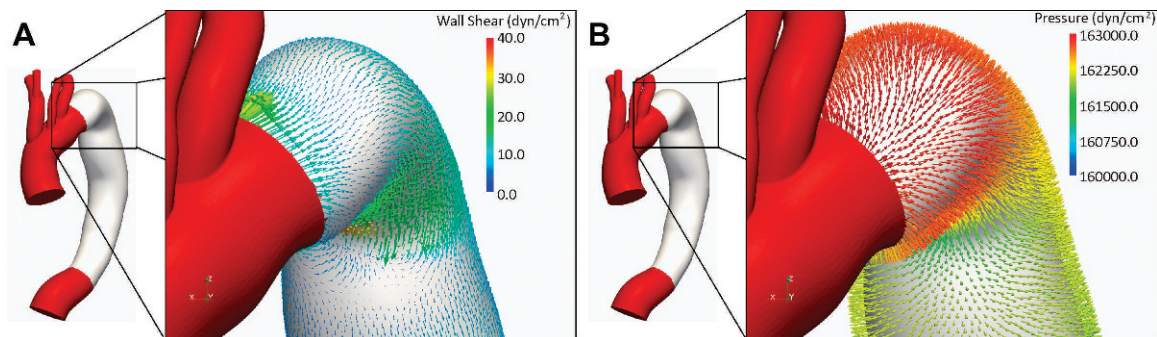 A
Wall Shear (dyn/cm²)
40.0
30.0
20.0
10.0
0.0
z
x
Y
B
Pressure (dyn/cm²)
163000.0
162250.0
161500.0
160750.0
160000.0
z
x
Y